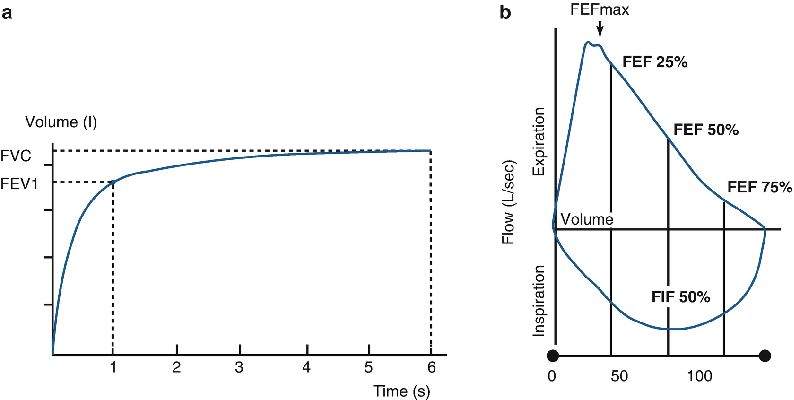 a
Volume (l)
FVC
FEV1
1 2 3 4 5 6
Time (s)
b
FEFmax
FEF 25%
FEF 50%
FEF 75%
Volume
FIF 50%
Flow (L/sec)
Expiration
Inspiration
0 50 100